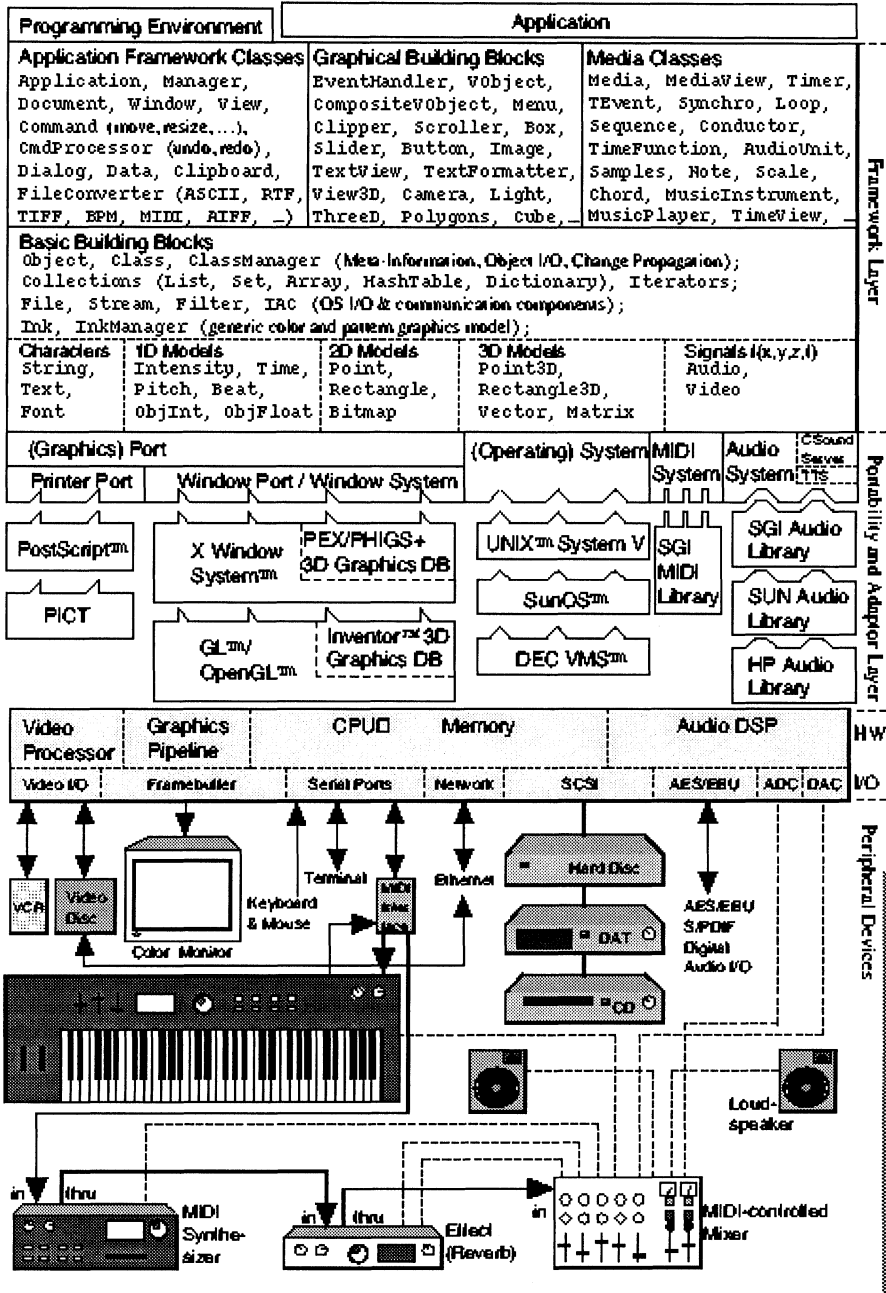 Programming Environment
Application
Application Framework Classes
Application, Manager,
Document, Window, View,
Command (move, resize, ...),
CmdProcessor (undo, redo),
Dialog, Data, Clipboard,
FileConverter (ASCII, RTF,
TIFF, BPM, MIDI, AIFF, …)
Graphical Building Blocks
EventHandler, VObject,
CompositeVObject, Menu,
Clipper, Scroller, Box,
Slider, Button, Image,
TextView, TextFormatter,
View3D, Camera, Light,
ThreeD, Polygons, Cube, …
Media Classes
Media, MediaView, Timer,
TEvent, Synchro, Loop,
Sequence, Conductor,
TimeFunction, AudioUnit,
Samples, Note, Scale,
Chord, MusicInstrument,
MusicPlayer, TimeView, …
Framework Layer
Basic Building Blocks
Object, Class, ClassManager (Meta-Information, Object I/O, Change Propagation);
Collections (List, Set, Array, HashTable, Dictionary), Iterators;
File, Stream, Filter, IAC (OS I/O & communication components);
Ink, InkManager (generic color and pattern graphics model);
Characters
String,
Text,
Font
1D Models
Intensity, Time,
Pitch, Beat,
ObjInt, ObjFloat
2D Models
Point,
Rectangle,
Bitmap
3D Models
Point3D,
Rectangle3D,
Vector, Matrix
Signals f(x,y,z,t)
Audio,
Video
(Graphics) Port
Printer Port
Window Port / Window System
(Operating) System
MIDI
System
Audio
System
CSound
Server
TTS
Portability and Adaptor Layer
PostScript™
PICT
X Window
System™
PEX/PHIGS+
3D Graphics DB
GL™/
OpenGL™
Inventor™ 3D
Graphics DB
UNIX™ System V
SunOS™
DEC VMS™
SGI
MIDI
Library
SGI Audio
Library
SUN Audio
Library
HP Audio
Library
Video
Processor
Graphics
Pipeline
CPU
Memory
Audio DSP
HW
Video I/O
Framebuffer
Serial Ports
Network
SCSI
AES/EBU
ADC
DAC
I/O
Peripheral Devices
VCR
Video
Disc
Color Monitor
Keyboard
& Mouse
Terminal
MIDI
Ethernet
Hard Disc
DAT
CD
AES/EBU
S/PDIF
Digital
Audio I/O
Loud-
speaker
in
thru
MIDI
Synthe-
sizer
in
thru
Effect
(Reverb)
in
MIDI-controlled
Mixer